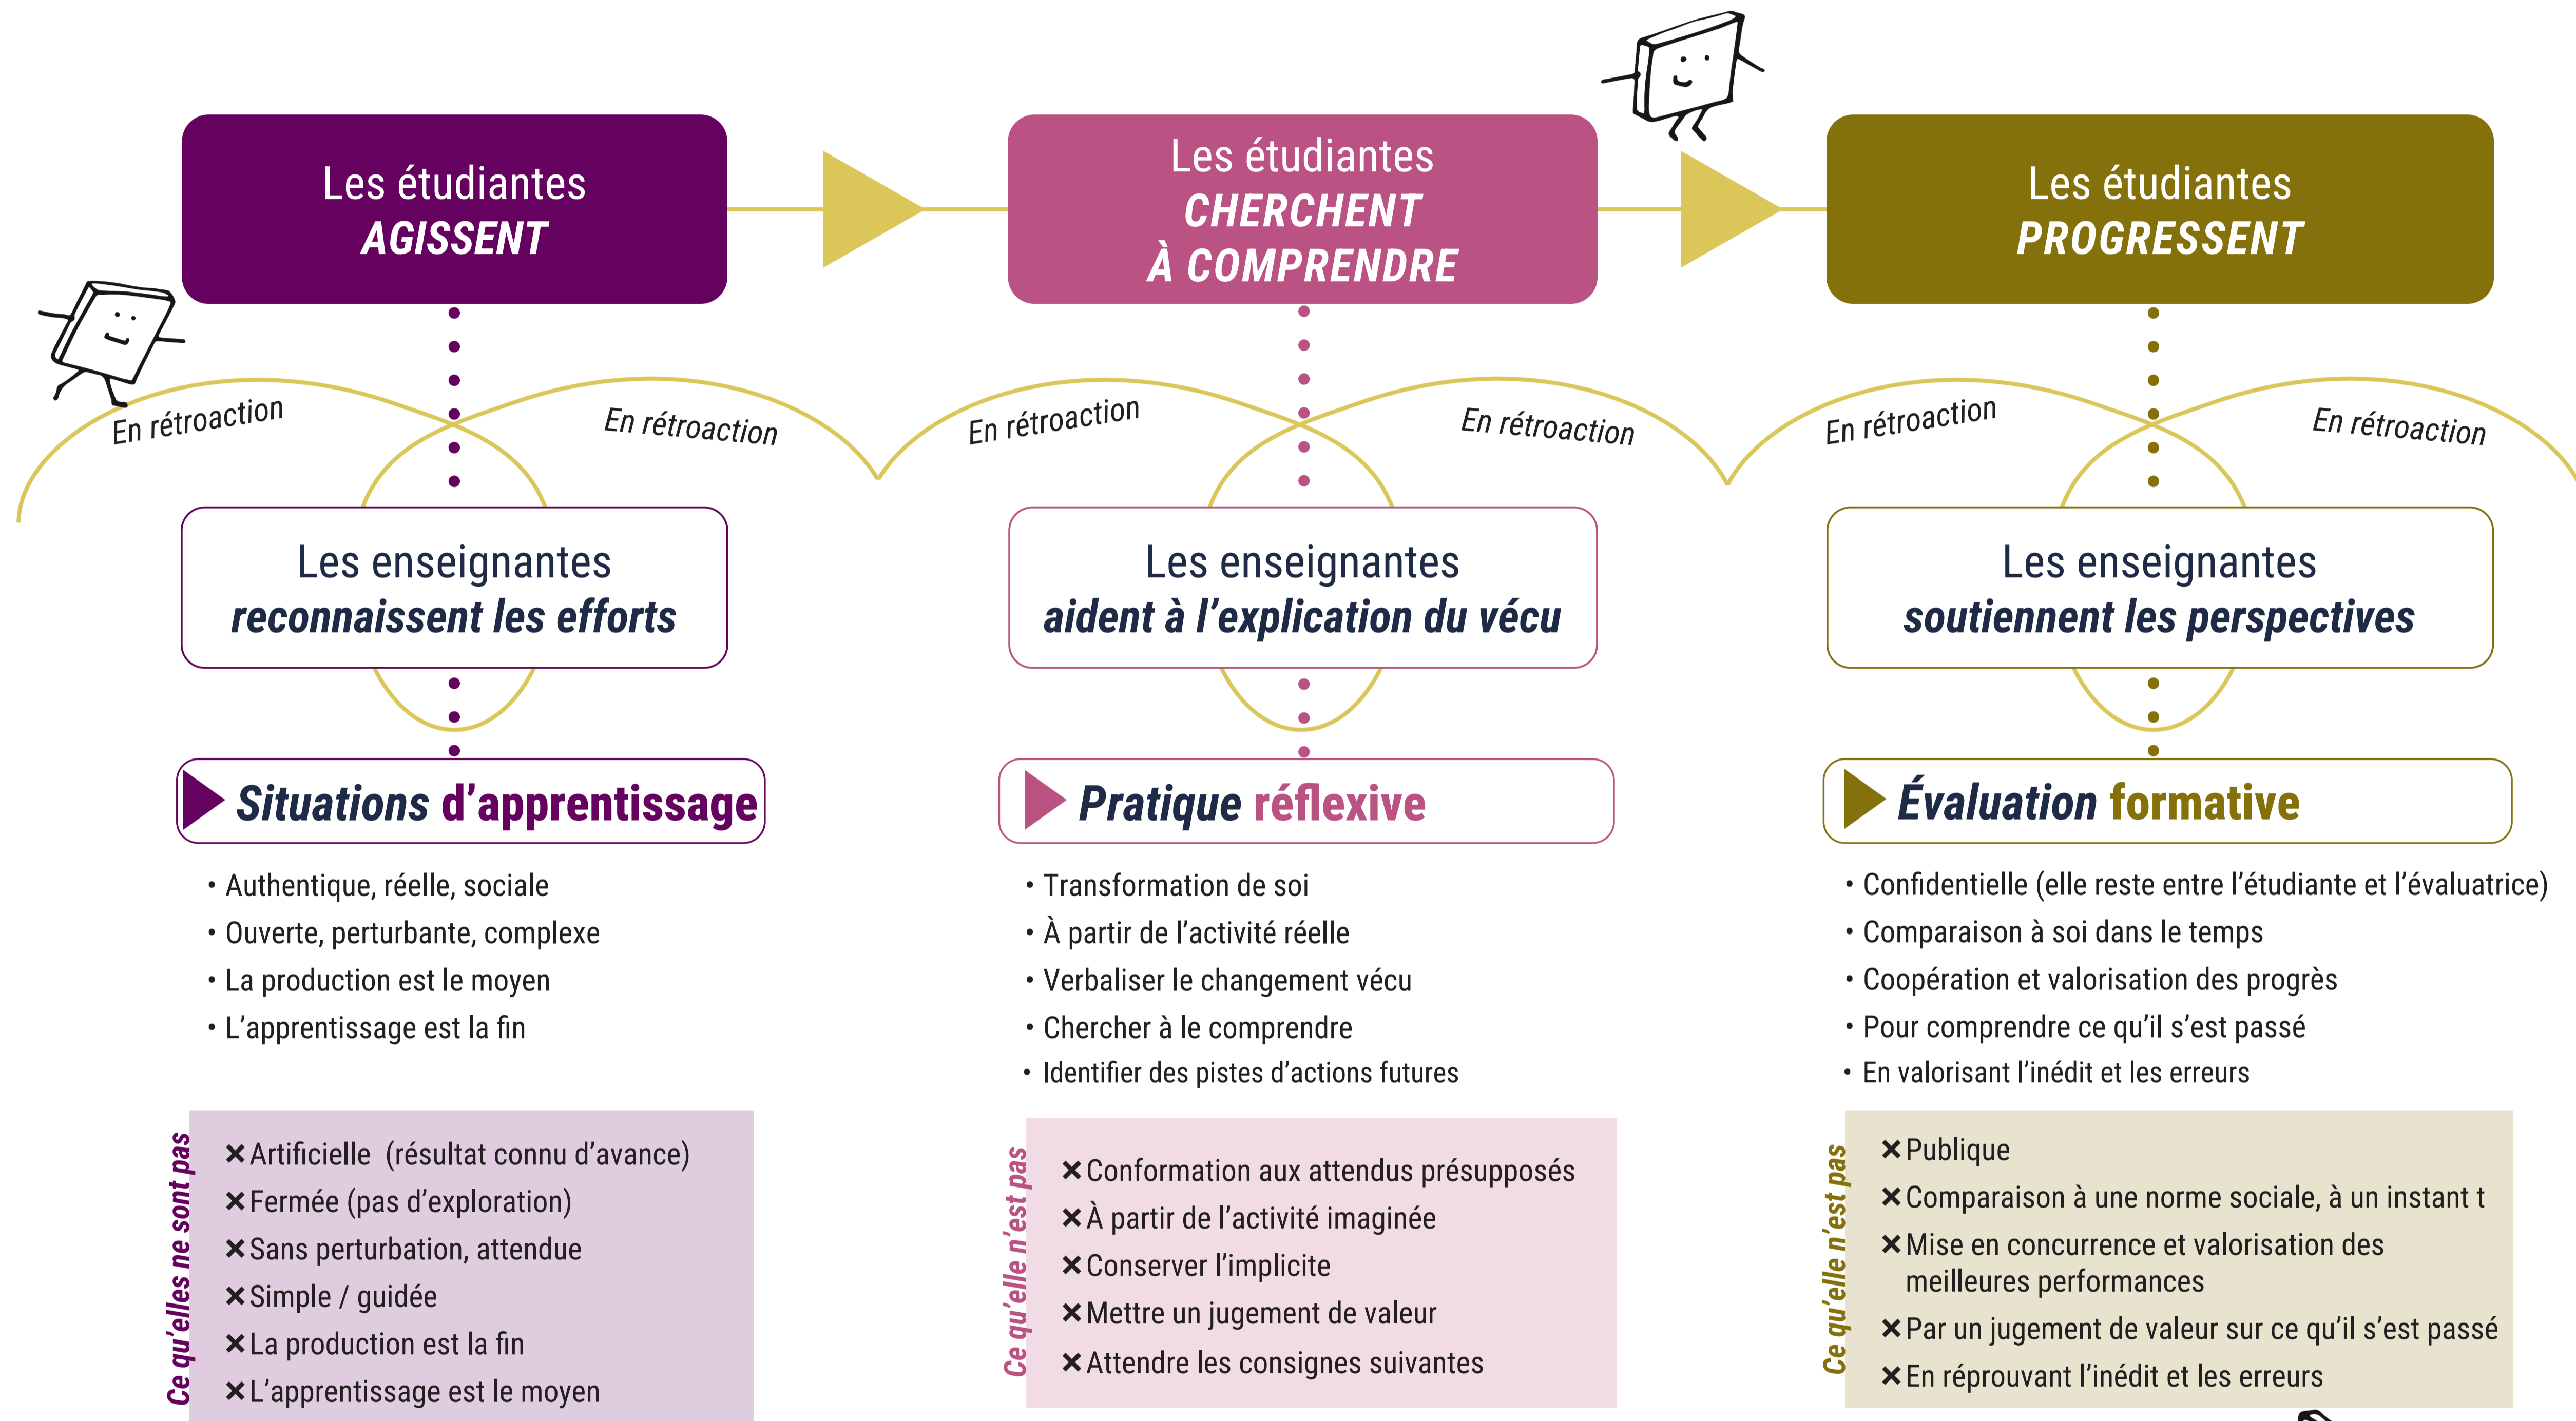 Les étudiantes
AGISSENT
Les étudiantes
CHERCHENT
À COMPRENDRE
Les étudiantes
PROGRESSENT
En rétroaction
En rétroaction
En rétroaction
En rétroaction
En rétroaction
En rétroaction
Les enseignantes
reconnaissent les efforts
Les enseignantes
aident à l’explication du vécu
Les enseignantes
soutiennent les perspectives
Situations d’apprentissage
• Authentique, réelle, sociale
• Ouverte, perturbante, complexe
• La production est le moyen
• L’apprentissage est la fin
Ce qu’elles ne sont pas
×Artificielle (résultat connu d’avance)
×Fermée (pas d’exploration)
×Sans perturbation, attendue
×Simple / guidée
×La production est la fin
×L’apprentissage est le moyen
Pratique réflexive
• Transformation de soi
• À partir de l’activité réelle
• Verbaliser le changement vécu
• Chercher à le comprendre
• Identifier des pistes d’actions futures
Ce qu’elle n’est pas
×Conformation aux attendus présupposés
×À partir de l’activité imaginée
×Conserver l’implicite
×Mettre un jugement de valeur
×Attendre les consignes suivantes
Évaluation formative
• Confidentielle (elle reste entre l’étudiante et l’évaluatrice)
• Comparaison à soi dans le temps
• Coopération et valorisation des progrès
• Pour comprendre ce qu’il s’est passé
• En valorisant l’inédit et les erreurs
Ce qu’elle n’est pas
×Publique
×Comparaison à une norme sociale, à un instant t
×Mise en concurrence et valorisation des
meilleures performances
×Par un jugement de valeur sur ce qu’il s’est passé
×En réprouvant l’inédit et les erreurs